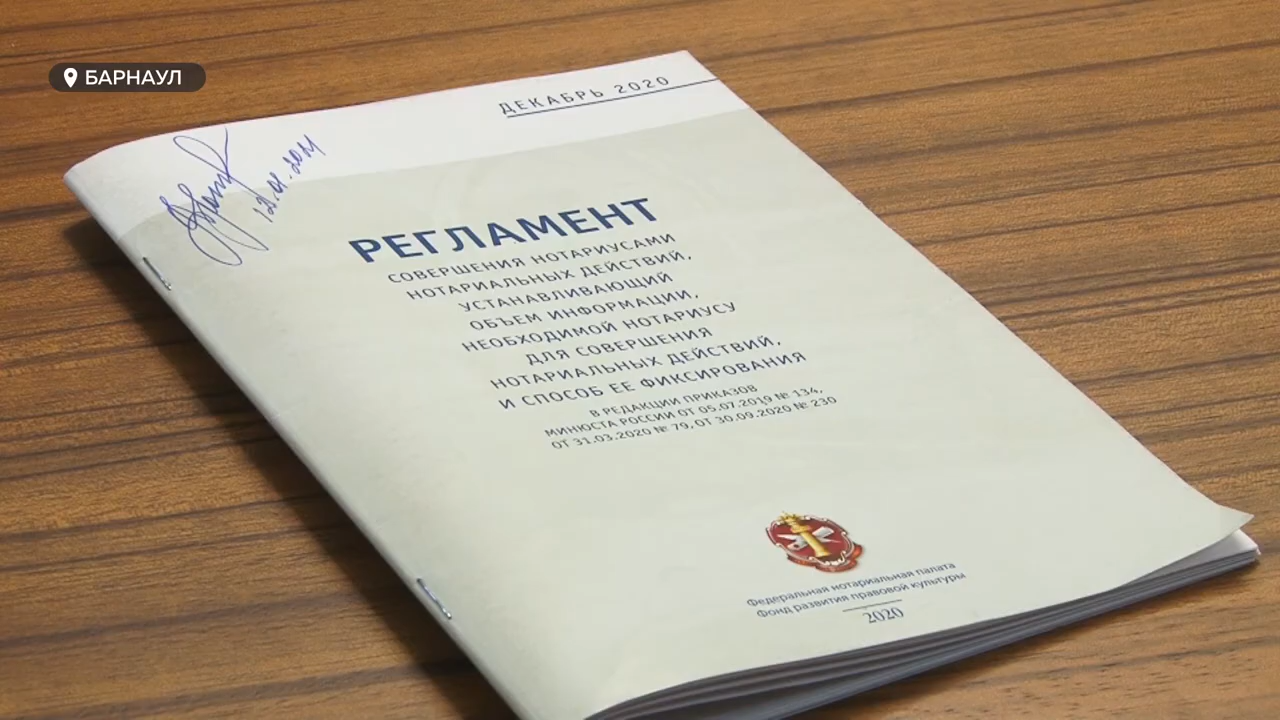 БАРНАУЛ
ДЕКАБРЬ 2020
РЕГЛАМЕНТ
СОВЕРШЕНИЯ НОТАРИУСАМИ
НОТАРИАЛЬНЫХ ДЕЙСТВИЙ,
УСТАНАВЛИВАЮЩИЙ
ОБЪЕМ ИНФОРМАЦИИ,
НЕОБХОДИМОЙ НОТАРИУСУ
ДЛЯ СОВЕРШЕНИЯ
НОТАРИАЛЬНЫХ ДЕЙСТВИЙ,
И СПОСОБ ЕЕ ФИКСИРОВАНИЯ
В РЕДАКЦИИ ПРИКАЗОВ
МИНЮСТА РОССИИ ОТ 05.07.2019 № 134,
ОТ 31.03.2020 № 79, ОТ 30.09.2020 № 230
Федеральная нотариальная палата
Фонд развития правовой культуры
2020